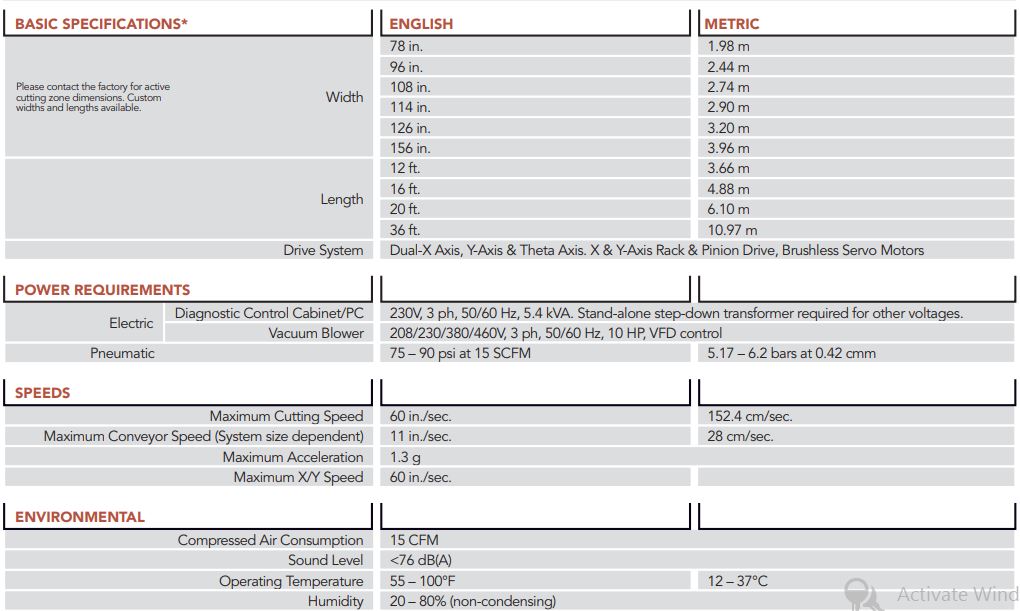 BASIC SPECIFICATIONS* ENGLISH METRIC
Please contact the factory for active
cutting zone dimensions. Custom
widths and lengths available.
Width
78 in. 1.98 m
96 in. 2.44 m
108 in. 2.74 m
114 in. 2.90 m
126 in. 3.20 m
156 in. 3.96 m
Length
12 ft. 3.66 m
16 ft. 4.88 m
20 ft. 6.10 m
36 ft. 10.97 m
Drive System Dual-X Axis, Y-Axis & Theta Axis. X & Y-Axis Rack & Pinion Drive, Brushless Servo Motors
POWER REQUIREMENTS
Electric
Diagnostic Control Cabinet/PC 230V, 3 ph, 50/60 Hz, 5.4 kVA. Stand-alone step-down transformer required for other voltages.
Vacuum Blower 208/230/380/460V, 3 ph, 50/60 Hz, 10 HP, VFD control
Pneumatic 75 – 90 psi at 15 SCFM 5.17 – 6.2 bars at 0.42 cmm
SPEEDS
Maximum Cutting Speed 60 in./sec. 152.4 cm/sec.
Maximum Conveyor Speed (System size dependent) 11 in./sec. 28 cm/sec.
Maximum Acceleration 1.3 g
Maximum X/Y Speed 60 in./sec.
ENVIRONMENTAL
Compressed Air Consumption 15 CFM
Sound Level <76 dB(A)
Operating Temperature 55 – 100°F 12 – 37°C
Humidity 20 – 80% (non-condensing)
Activate Wind